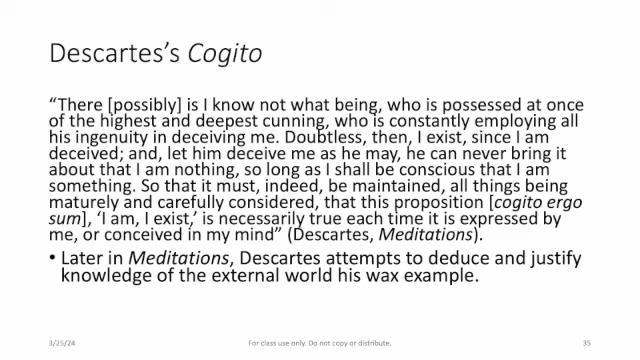 Descartes's Cogito
“There [possibly] is I know not what being, who is possessed at once
of the highest and deepest cunning, who is constantly employing all
his ingenuity in deceiving me. Doubtless, then, I exist, since I am
deceived; and, let him deceive me as he may, he can never bring it
about that I am nothing, so long as I shall be conscious that I am
something. So that it must, indeed, be maintained, all things being
maturely and carefully considered, that this proposition [cogito ergo
sum], ‘I am, I exist,’ is necessarily true each time it is expressed by
me, or conceived in my mind” (Descartes, Meditations).
• Later in Meditations, Descartes attempts to deduce and justify
knowledge of the external world his wax example.
3/25/24
For class use only. Do not copy or distribute.
35